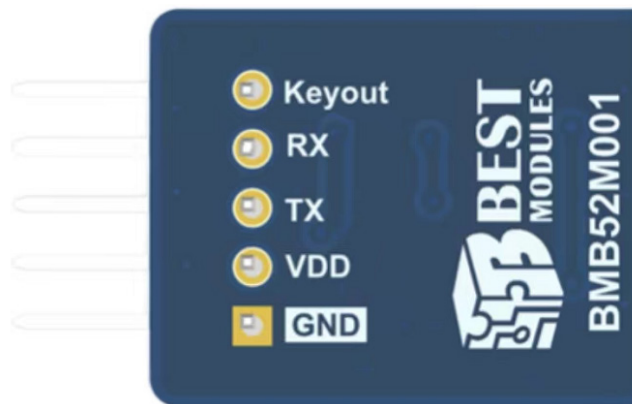 Keyout
RX
TX
VDD
GND
BEST
MODULES
BMB52M001